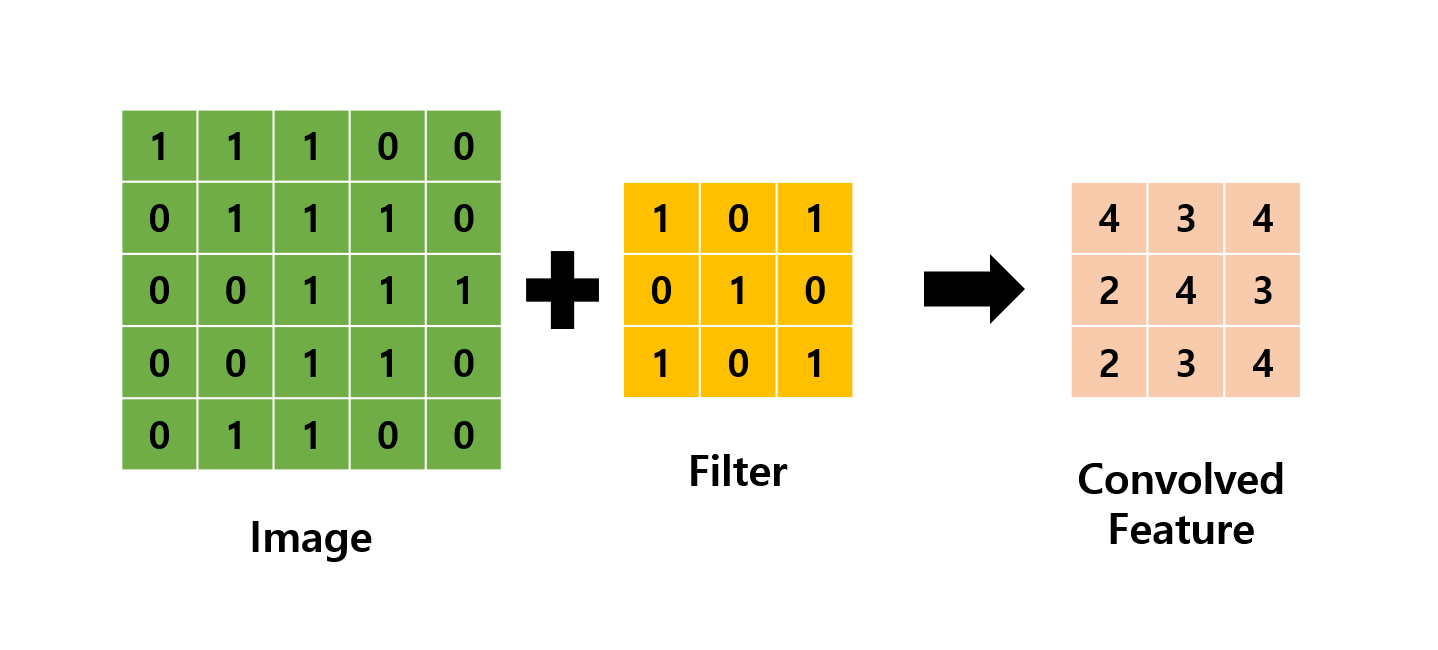 1 1 1 0 0
0 1 1 1 0
0 0 1 1 1
0 0 1 1 0
0 1 1 0 0
Image
1 0 1
0 1 0
1 0 1
Filter
4 3 4
2 4 3
2 3 4
Convolved
Feature